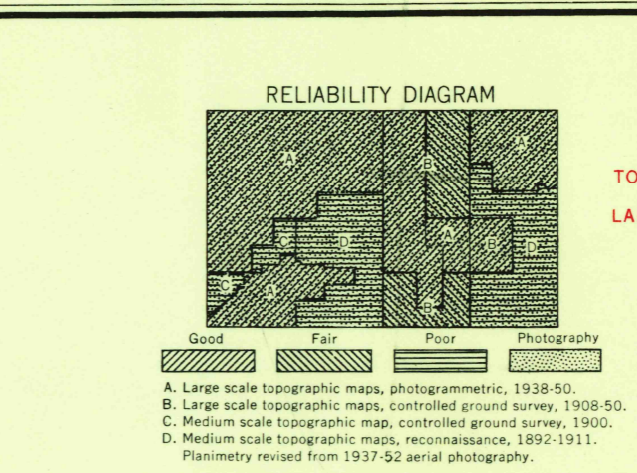 RELIABILITY DIAGRAM
A
B
A
A
C
D
B
D
C
A
B
TO
LA
Good Fair Poor Photography
A. Large scale topographic maps, photogrammetric, 1938-50.
B. Large scale topographic maps, controlled ground survey, 1908-50.
C. Medium scale topographic map, controlled ground survey, 1900.
D. Medium scale topographic maps, reconnaissance, 1892-1911.
Planimetry revised from 1937-52 aerial photography.